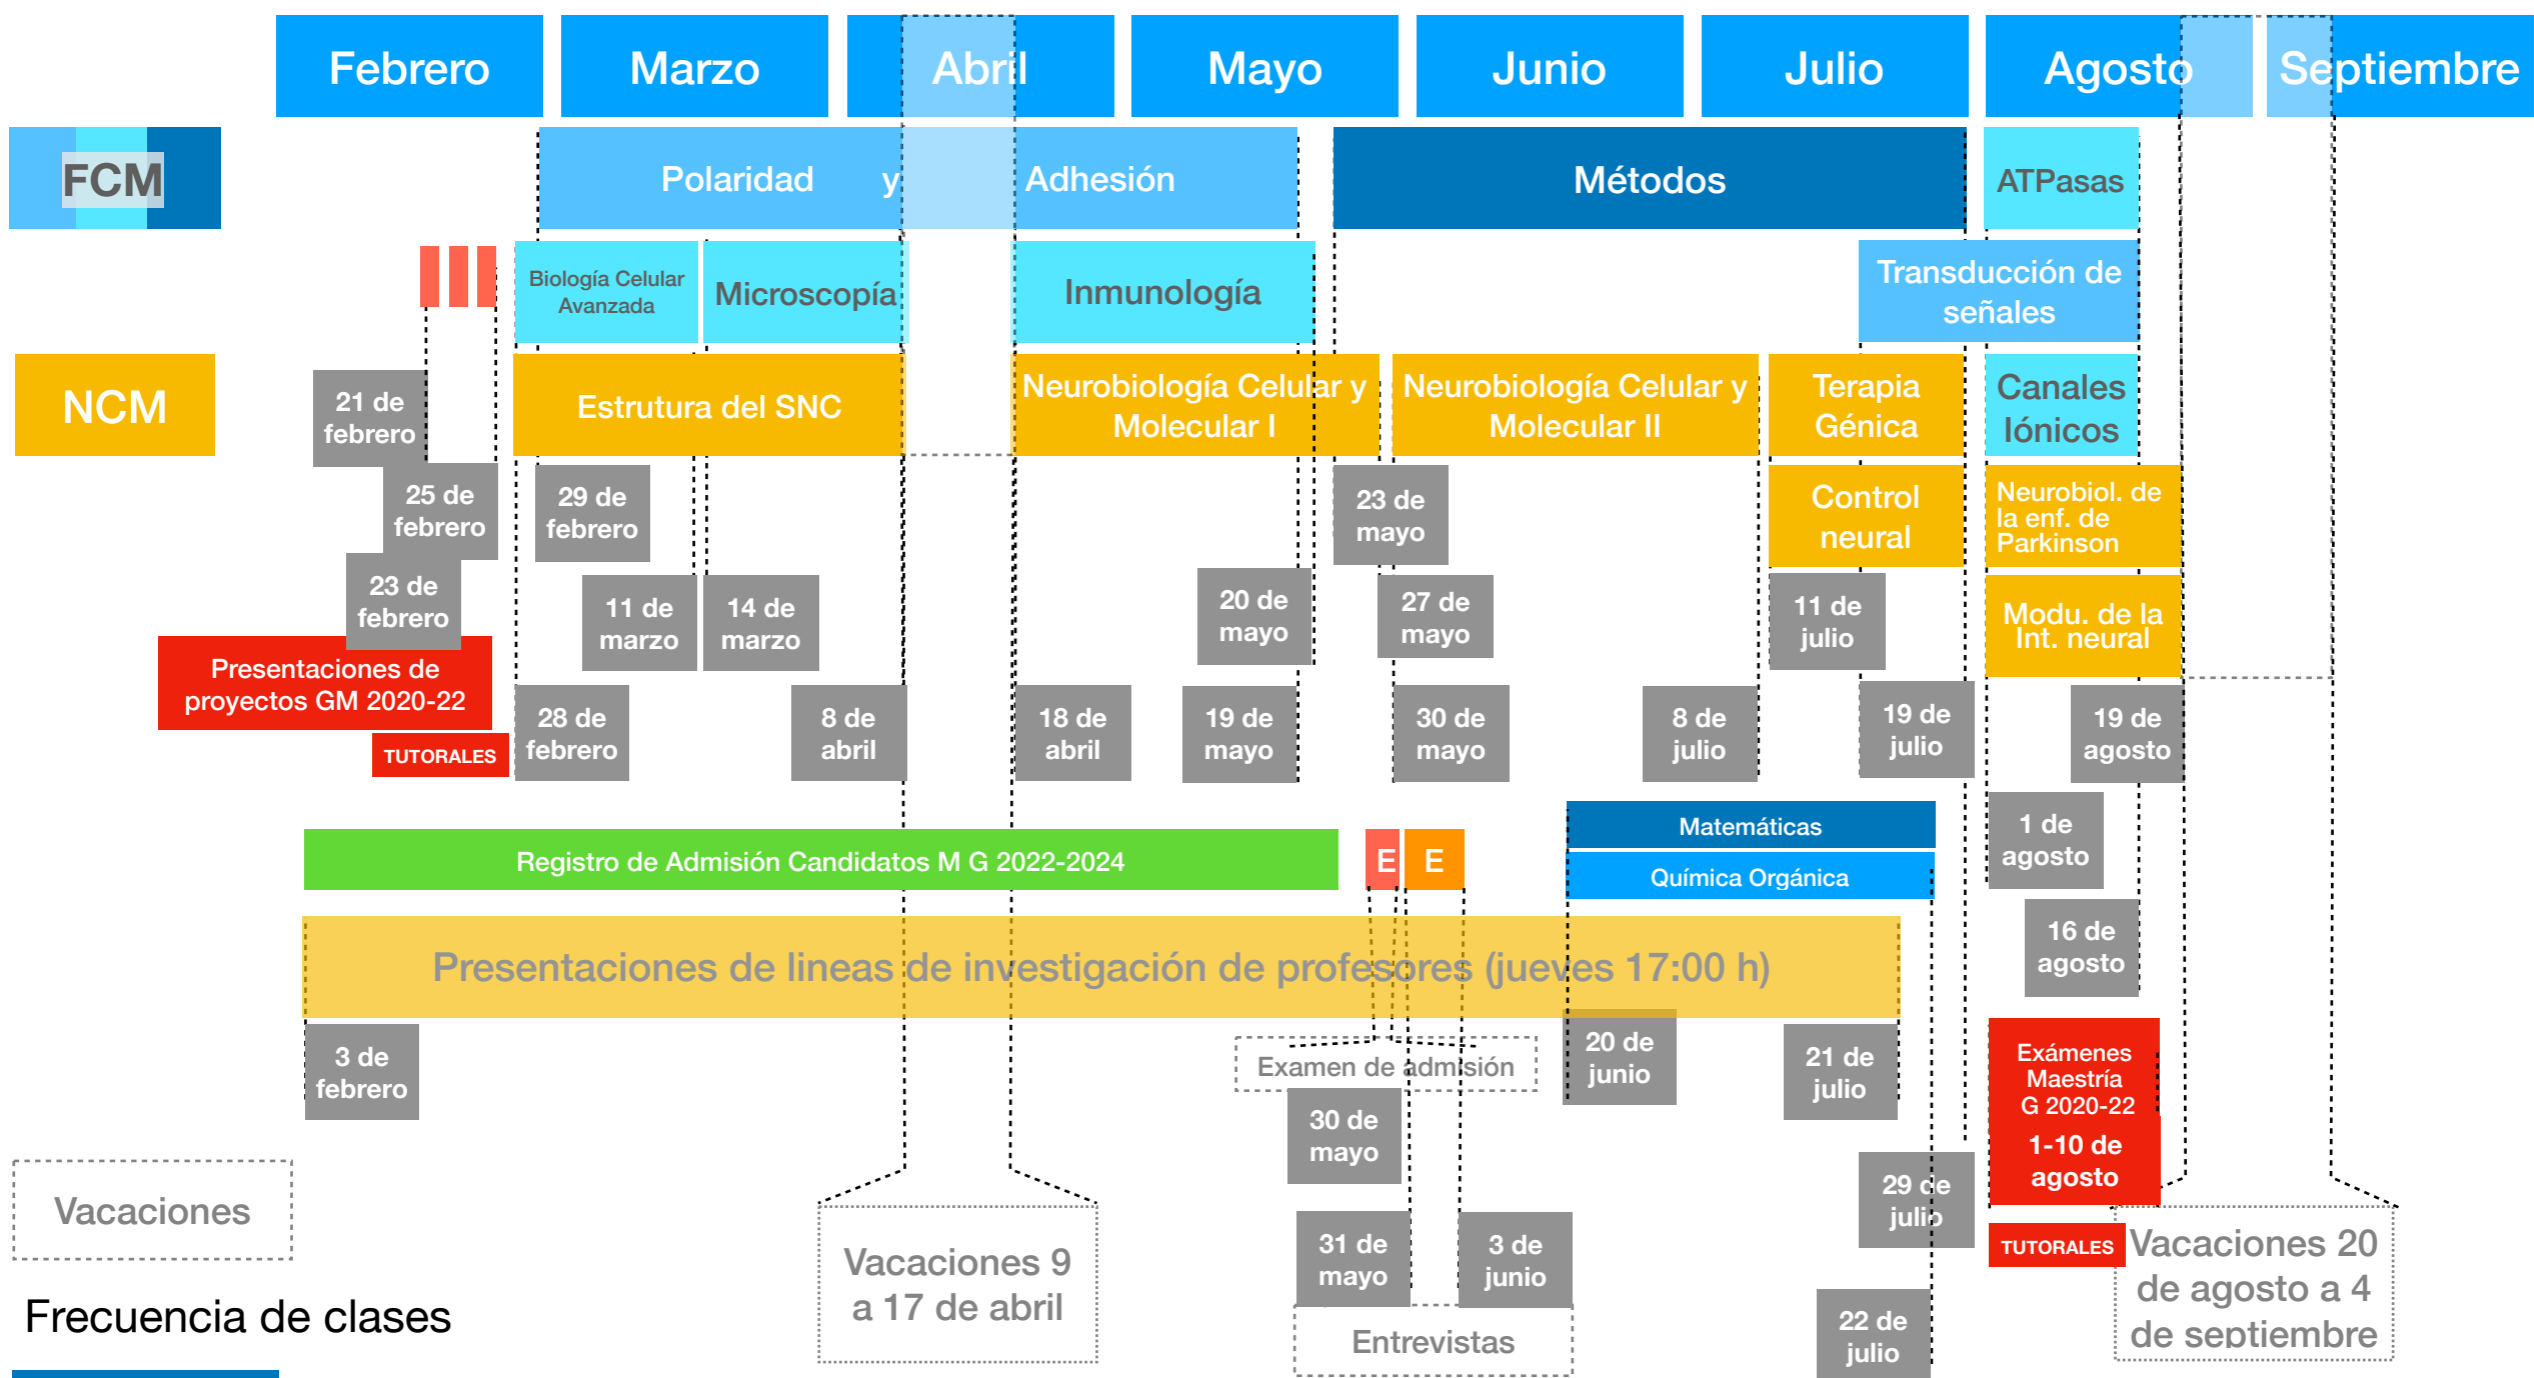 Febrero
Marzo
Abril
Mayo
Junio
Julio
Agosto
Septiembre
FCM
Polaridad y Adhesión
Métodos
ATPasas
Biología Celular
Avanzada
Microscopía
Inmunología
Transducción de
señales
NCM
21 de
febrero
Estrutura del SNC
Neurobiología Celular y
Molecular I
Neurobiología Celular y
Molecular II
Terapia
Génica
Canales
Iónicos
25 de
febrero
29 de
febrero
23 de
mayo
Control
neural
Neurobiol. de
la enf. de
Parkinson
23 de
febrero
11 de
marzo
14 de
marzo
20 de
mayo
27 de
mayo
11 de
julio
Modu. de la
Int. neural
Presentaciones de
proyectos GM 2020-22
TUTORALES
28 de
febrero
8 de
abril
18 de
abril
19 de
mayo
30 de
mayo
8 de
julio
19 de
julio
19 de
agosto
Registro de Admisión Candidatos M G 2022-2024
E
E
Matemáticas
Química Orgánica
1 de
agosto
Presentaciones de lineas de investigación de profesores (jueves 17:00 h)
16 de
agosto
3 de
febrero
Examen de admisión
20 de
junio
21 de
julio
Exámenes
Maestría
G 2020-22
1-10 de
agosto
30 de
mayo
29 de
julio
Vacaciones
Vacaciones 9
a 17 de abril
31 de
mayo
3 de
junio
TUTORALES
Vacaciones 20
de agosto a 4
de septiembre
Frecuencia de clases
Entrevistas
22 de
julio